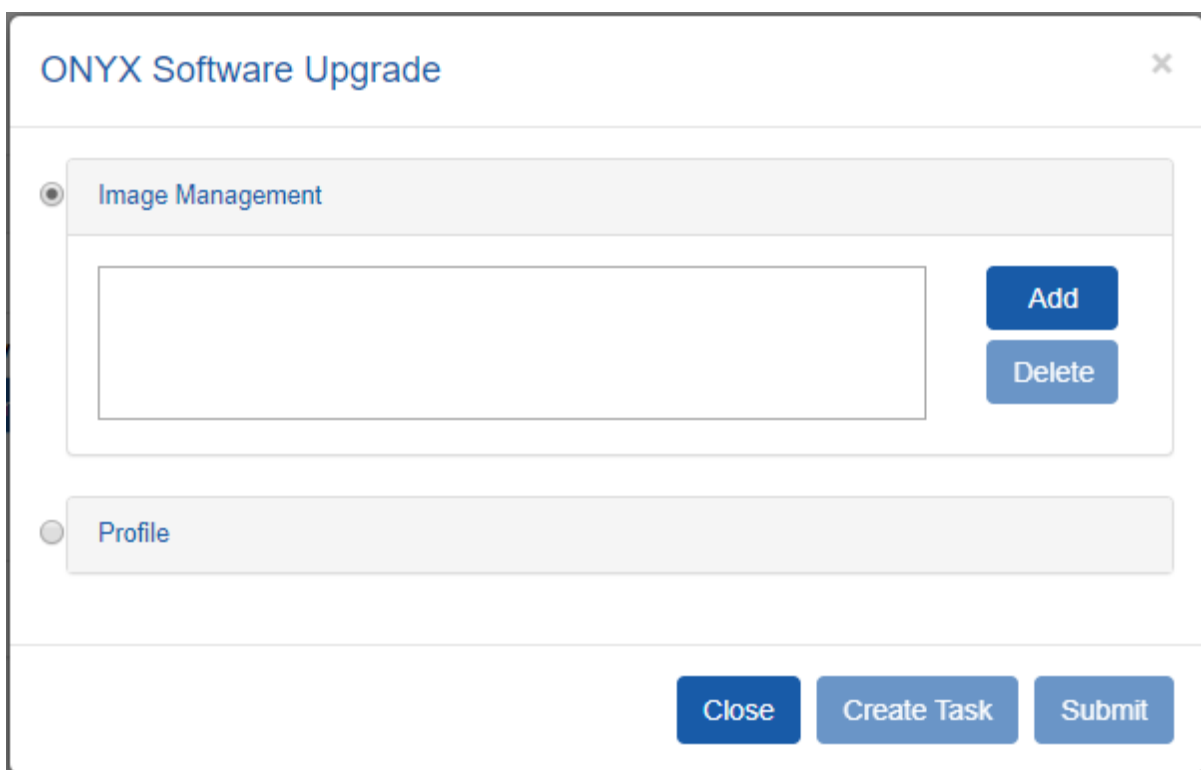 ONYX Software Upgrade
×
Image Management
Add
Delete
Profile
Close Create Task Submit